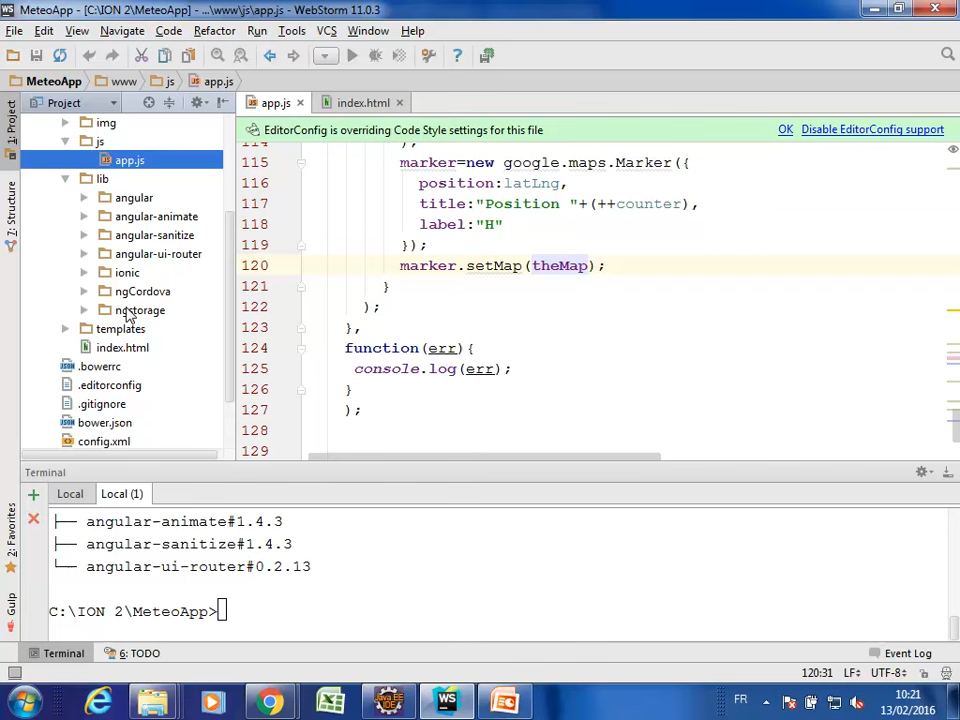 MeteoApp - [C:\ION 2\MeteoApp] - ...\www\js\app.js - WebStorm 11.0.3
File Edit View Navigate Code Refactor Run Tools VCS Window Help
MeteoApp www js app.js
Project
app.js index.html
EditorConfig is overriding Code Style settings for this file OK Disable EditorConfig support
1: Project
7: Structure
2: Favorites
Gulp
img
js
app.js
lib
angular
angular-animate
angular-sanitize
angular-ui-router
ionic
ngCordova
templates
index.html
.bowerrc
.editorconfig
.gitignore
bower.json
config.xml
115 marker=new google.maps.Marker({
116 position:latLng,
117 title:"Position "+(++counter),
118 label:"H"
119 });
120 marker.setMap(theMap);
121 }
122 );
123 },
124 function(err){
125 console.log(err);
126 }
127 );
128
129
Terminal
Local Local (1)
├── angular-animate#1.4.3
├── angular-sanitize#1.4.3
└── angular-ui-router#0.2.13
C:\ION 2\MeteoApp>
Terminal 6: TODO Event Log
120:31 LF UTF-8
FR 10:21
13/02/2016